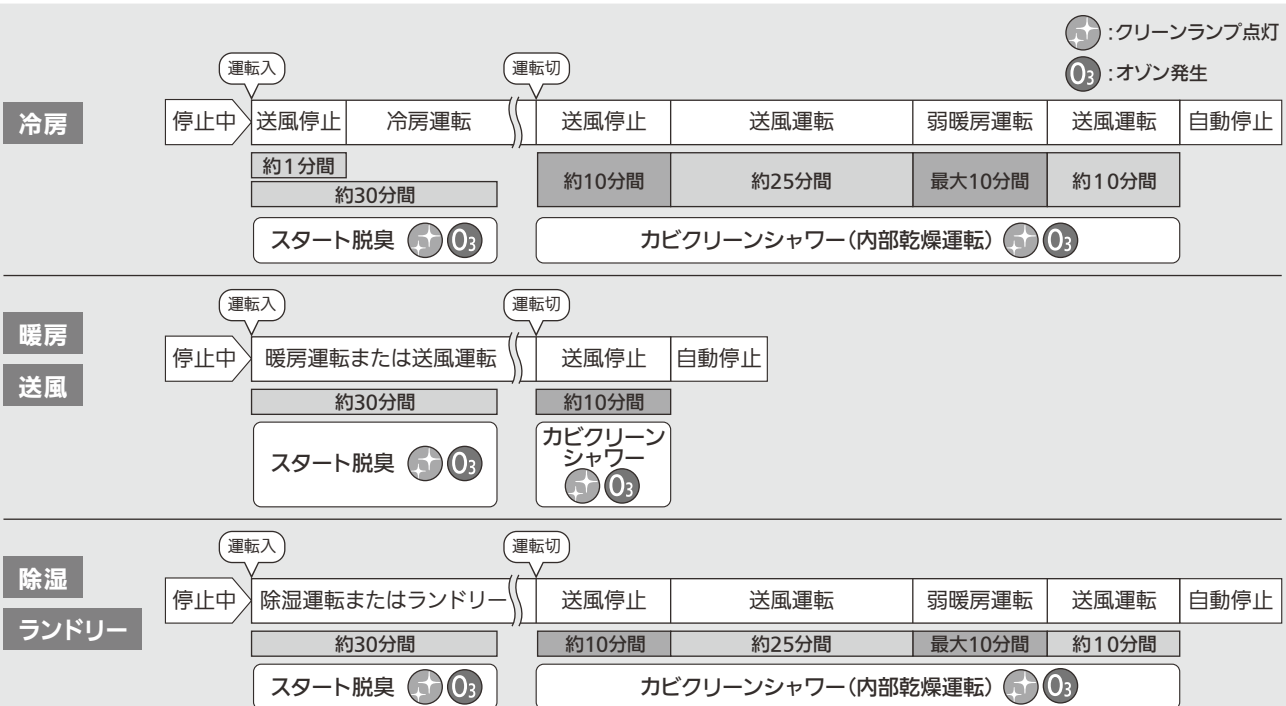 :クリーンランプ点灯
O3:オゾン発生
冷房
運転入 運転切
停止中 送風停止 冷房運転 送風停止 送風運転 弱暖房運転 送風運転 自動停止
約1分間
約30分間
約10分間 約25分間 最大10分間 約10分間
スタート脱臭 O3 カビクリーンシャワー(内部乾燥運転) O3
暖房
送風
運転入 運転切
停止中 暖房運転または送風運転 送風停止 自動停止
約30分間 約10分間
スタート脱臭 O3
カビクリーン
シャワー
O3
除湿
ランドリー
運転入 運転切
停止中 除湿運転またはランドリー 送風停止 送風運転 弱暖房運転 送風運転 自動停止
約30分間 約10分間 約25分間 最大10分間 約10分間
スタート脱臭 O3 カビクリーンシャワー(内部乾燥運転) O3